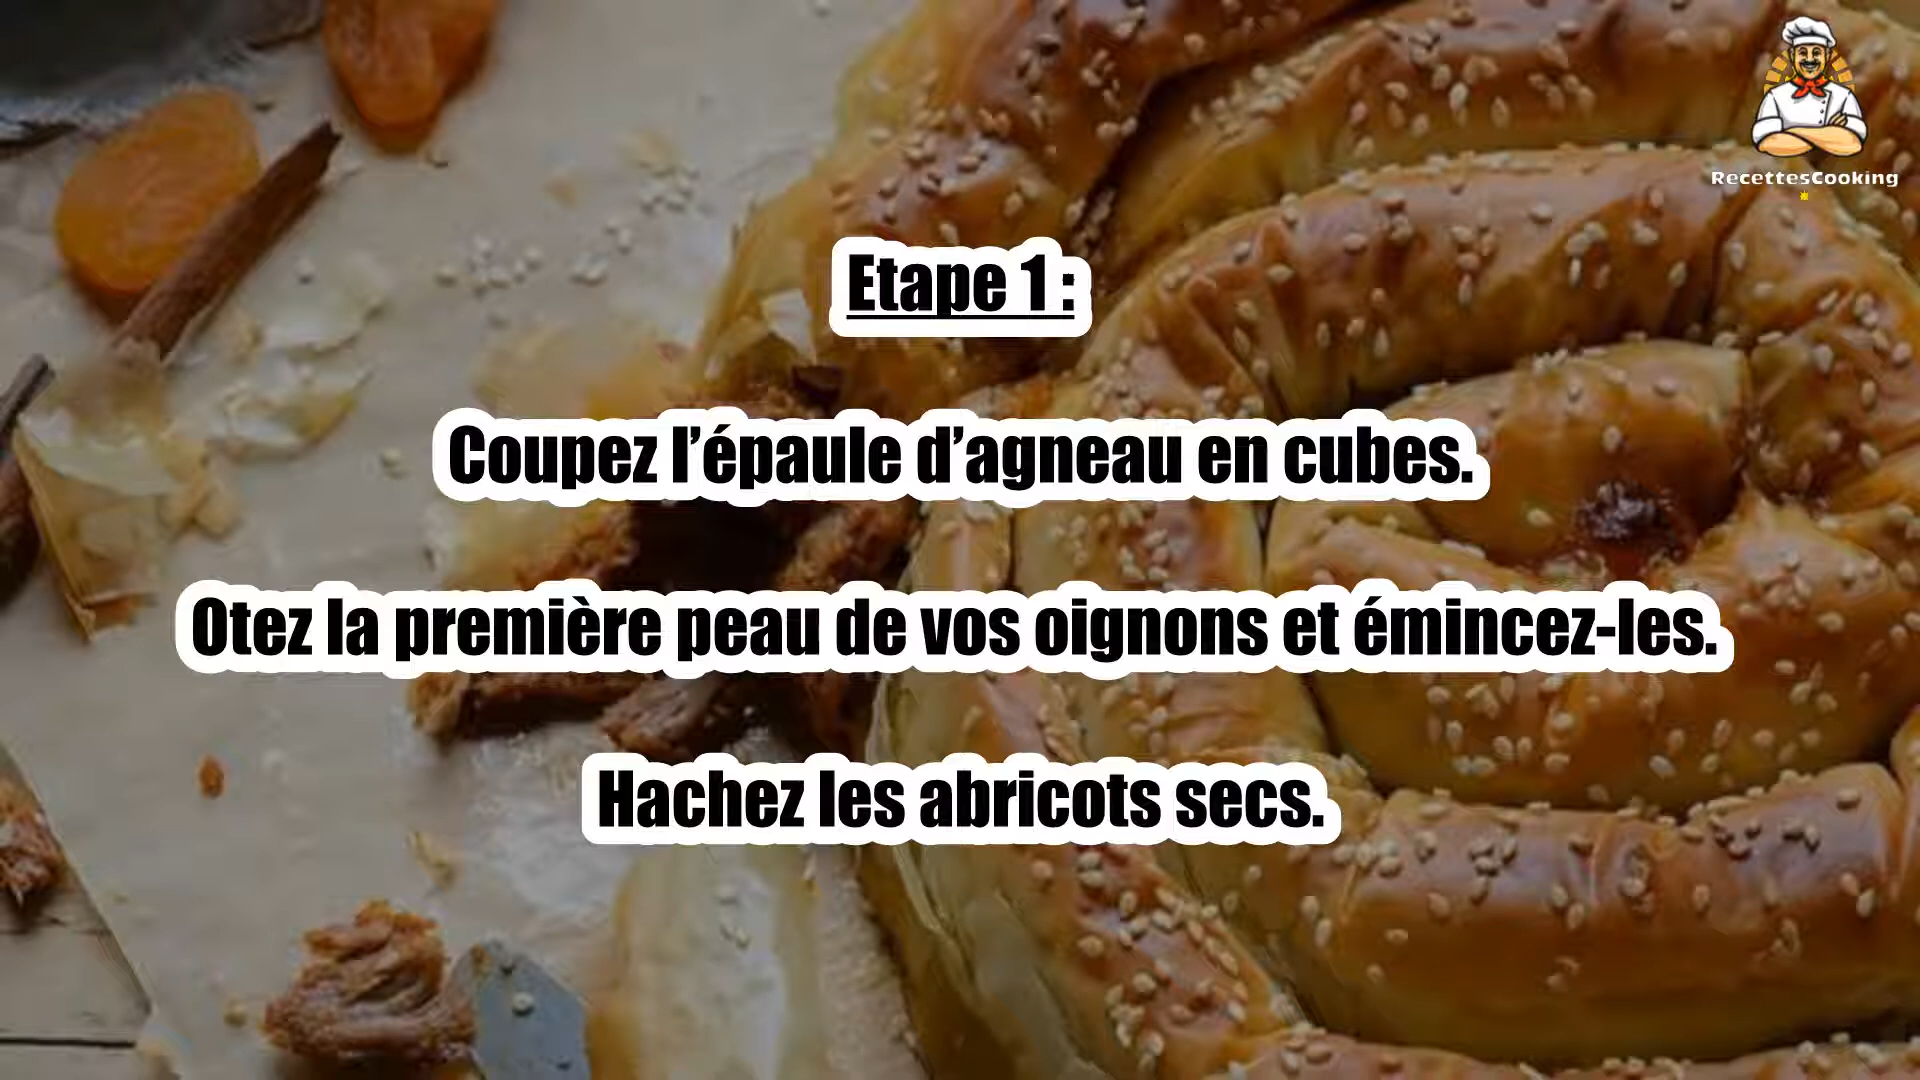 RecettesCooking
Etape 1 :
Coupez l’épaule d’agneau en cubes.
Otez la première peau de vos oignons et émincez-les.
Hachez les abricots secs.